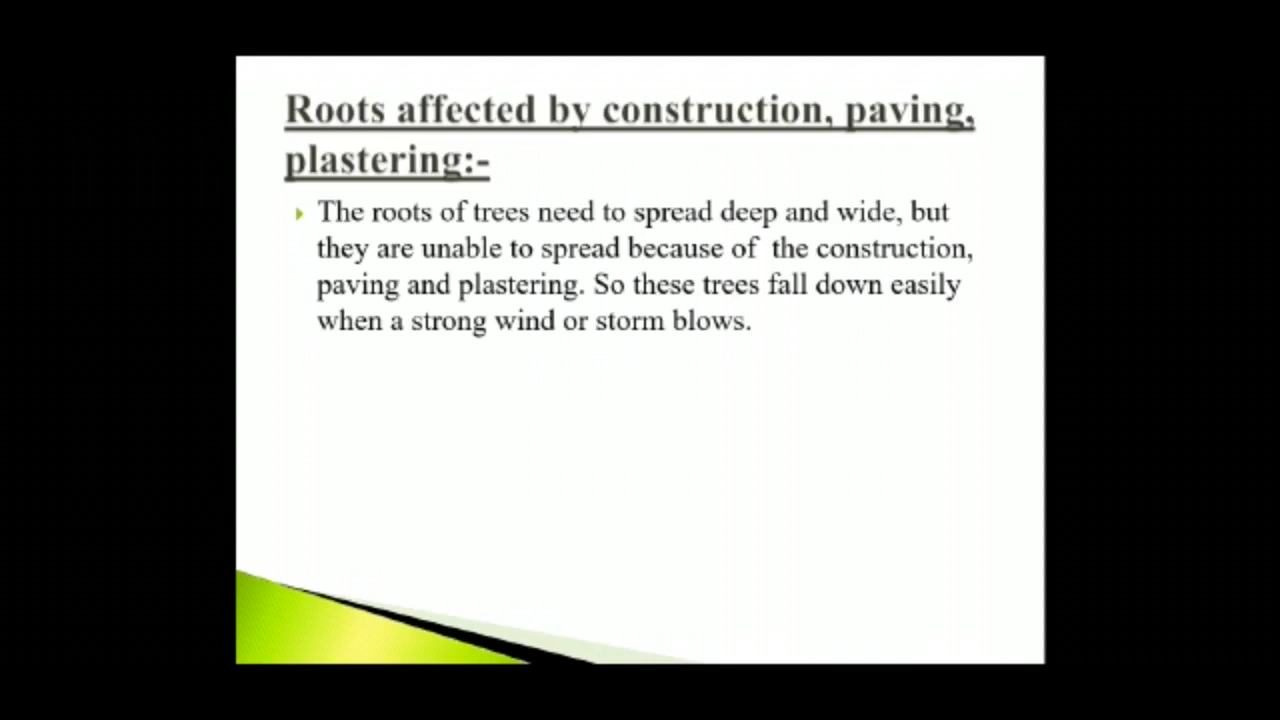 Roots affected by construction, paving,
plastering:-
The roots of trees need to spread deep and wide, but
they are unable to spread because of the construction,
paving and plastering. So these trees fall down easily
when a strong wind or storm blows.